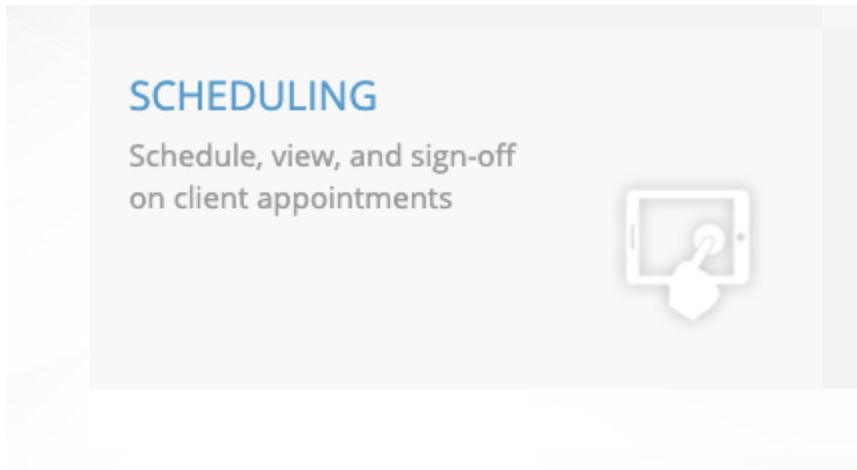 SCHEDULING
Schedule, view, and sign-off
on client appointments